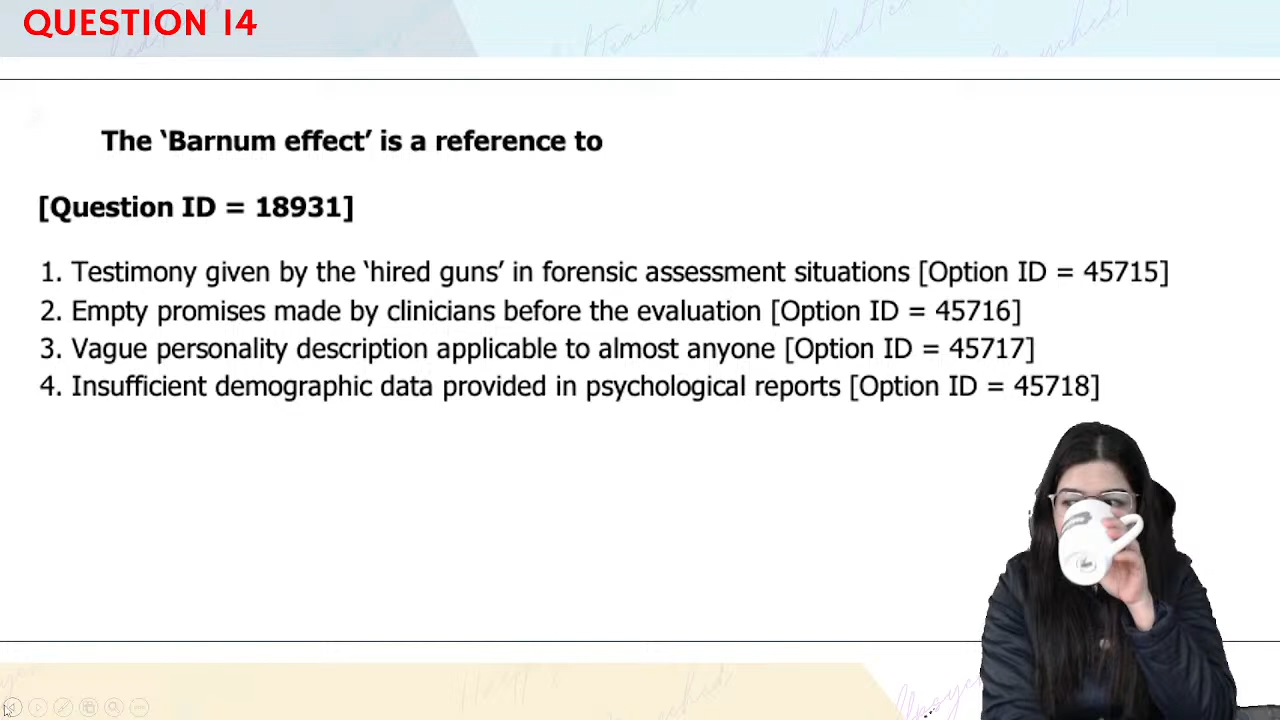 QUESTION 14
The ‘Barnum effect’ is a reference to
[Question ID = 18931]
1. Testimony given by the ‘hired guns’ in forensic assessment situations [Option ID = 45715]
2. Empty promises made by clinicians before the evaluation [Option ID = 45716]
3. Vague personality description applicable to almost anyone [Option ID = 45717]
4. Insufficient demographic data provided in psychological reports [Option ID = 45718]